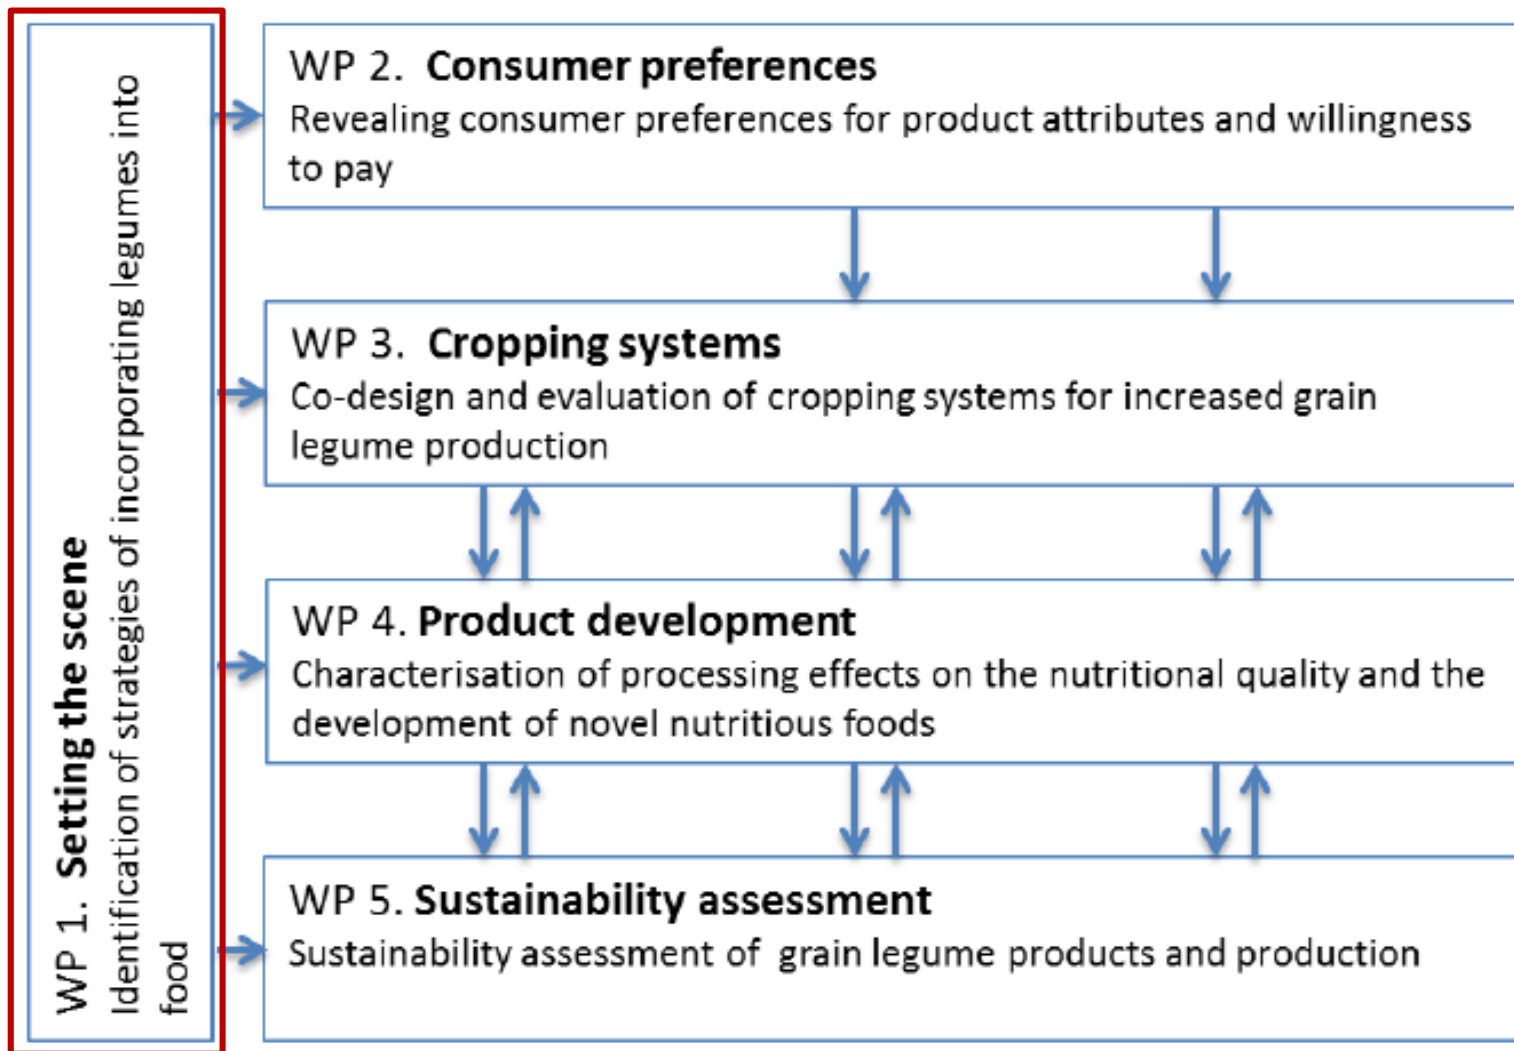 WP 1. Setting the scene
Identification of strategies of incorporating legumes into
food
WP 2. Consumer preferences
Revealing consumer preferences for product attributes and willingness
to pay
WP 3. Cropping systems
Co-design and evaluation of cropping systems for increased grain
legume production
WP 4. Product development
Characterisation of processing effects on the nutritional quality and the
development of novel nutritious foods
WP 5. Sustainability assessment
Sustainability assessment of grain legume products and production